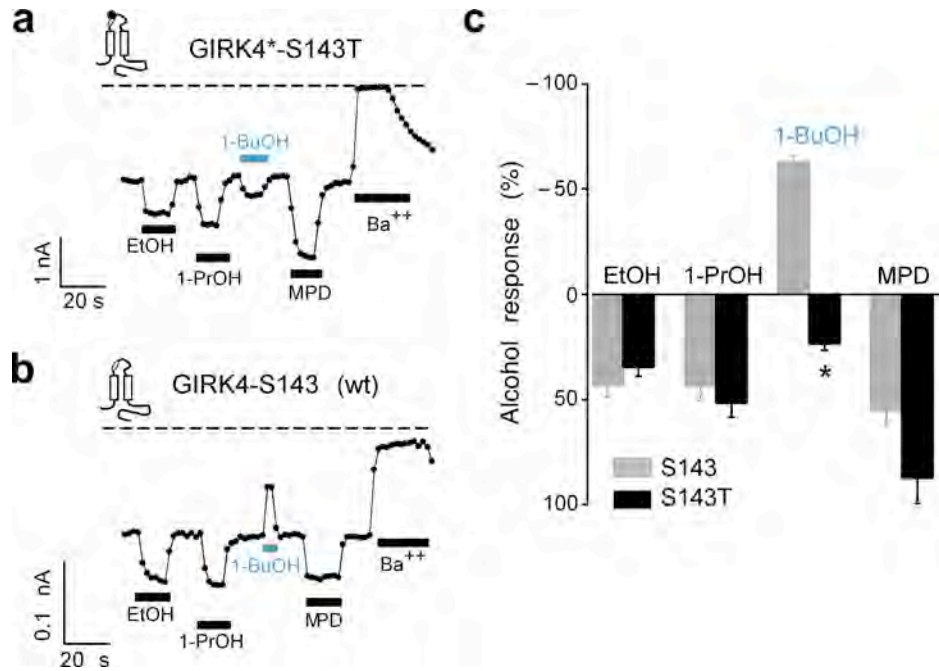 a
GIRK4*-S143T
1-BuOH
EtOH
1-PrOH
MPD
Ba++
1 nA
20 s
b
GIRK4-S143 (wt)
1-BuOH
EtOH
1-PrOH
MPD
Ba++
0.1 nA
20 s
c
Alcohol response (%)
−100
−50
0
50
100
1-BuOH
EtOH
1-PrOH
MPD
*
S143
S143T